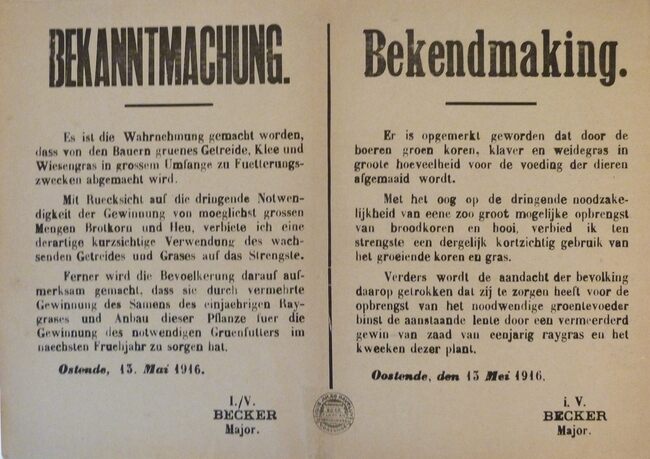 BEKANNTMACHUNG.
Es ist die Wahrnehmung gemacht worden,
dass von den Bauern gruenes Getreide, Klee und
Wiesengras in grossem Umfange zu Fuetterungs-
zwecken abgemacht wird.
Mit Ruecksicht auf die dringende Notwen-
digkeit der Gewinnung von moeglichst grossen
Mengen Brotkorn und Heu, verbiete ich eine
derartige kurzsichtige Verwendung des wach-
senden Getreides und Grases auf das Strengste.
Ferner wird die Bevoelkerung darauf auf-
merksam gemacht, dass sie durch vermehrte
Gewinnung des Samens des einjaehrigen Ray-
grases und Anbau dieser Pflanze fuer die
Gewinnung des notwendigen Gruenfutters im
naechsten Fruehjahr zu sorgen hat.
Ostende, 13. Mai 1916.
I./V.
BECKER
Major.
Bekendmaking.
Er is opgemerkt geworden dat door de
boeren groen koren, klaver en weidegras in
groote hoeveelheid voor de voeding der dieren
afgemaaid wordt.
Met het oog op de dringende noodzake-
lijkheid van eene zoo groot mogelijke opbrengst
van broodkoren en hooi, verbied ik ten
strengste een dergelijk kortzichtig gebruik van
het groeiende koren en gras.
Verders wordt de aandacht der bevolking
daarop getrokken dat zij te zorgen heeft voor de
opbrengst van het noodwendige groentevoeder
binst de aanstaande lente door een vermeerderd
gewin van zaad van eenjarig raygras en het
kweeken dezer plant.
Oostende, den 13 Mei 1916.
i. V.
BECKER
Major.